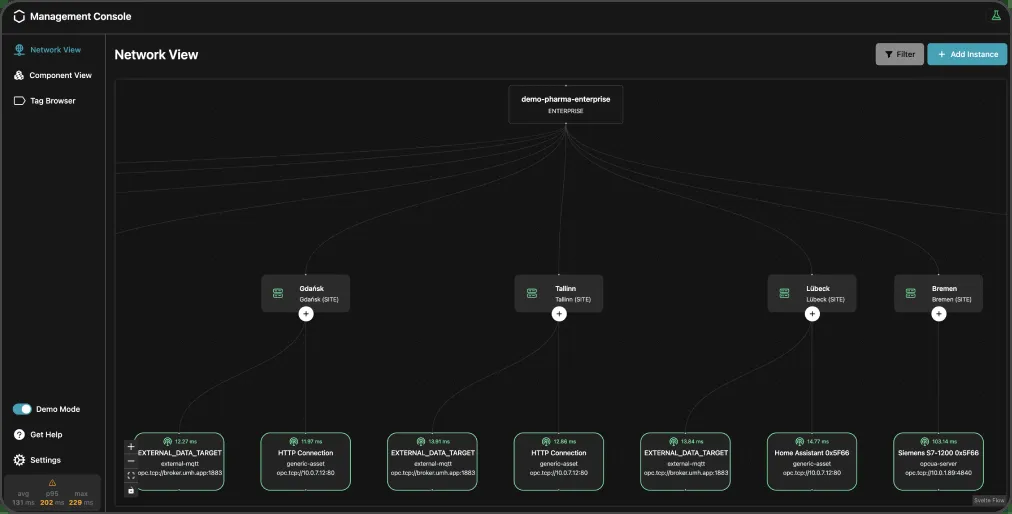 Management Console
Network View
Component View
Tag Browser
Network View
Filter
+ Add Instance
demo-pharma-enterprise
ENTERPRISE
Gdańsk
Gdańsk (SITE)
Tallinn
Tallinn (SITE)
Lübeck
Lübeck (SITE)
Bremen
Bremen (SITE)
12.27 ms
EXTERNAL_DATA_TARGET
external-mqtt
opc.tcp://broker.umh.app:1883
11.97 ms
HTTP Connection
generic-asset
opc.tcp://10.0.7.12:80
13.91 ms
EXTERNAL_DATA_TARGET
external-mqtt
opc.tcp://broker.umh.app:1883
12.86 ms
HTTP Connection
generic-asset
opc.tcp://10.0.7.12:80
13.84 ms
EXTERNAL_DATA_TARGET
external-mqtt
opc.tcp://broker.umh.app:1883
14.77 ms
Home Assistant 0x5F66
generic-asset
opc.tcp://10.0.7.12:80
103.14 ms
Siemens S7-1200 0x5F66
opcua-server
opc.tcp://10.0.1.89:4840
Demo Mode
Get Help
Settings
avg p95 max
131 ms 202 ms 229 ms
Svelte Flow